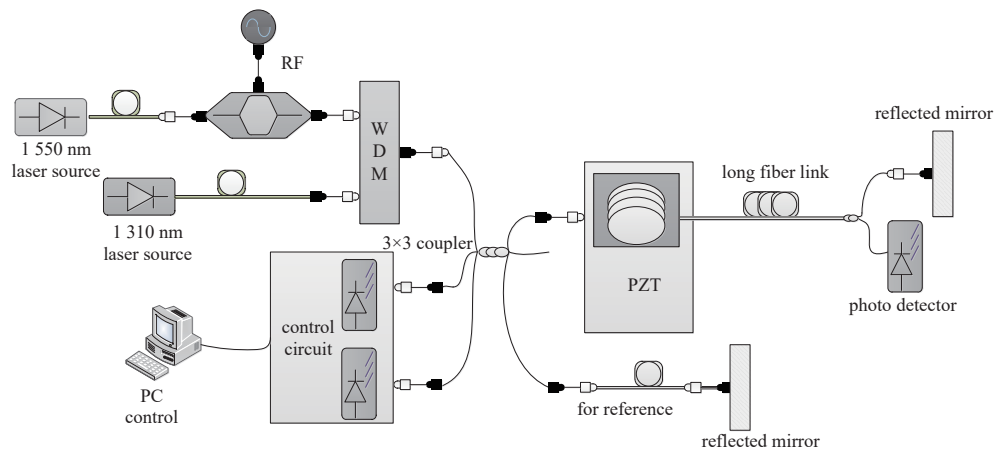 RF
1 550 nm
laser source
W
D
M
1 310 nm
laser source
3×3 coupler
control
circuit
PC
control
PZT
long fiber link
reflected mirror
photo detector
for reference
reflected mirror